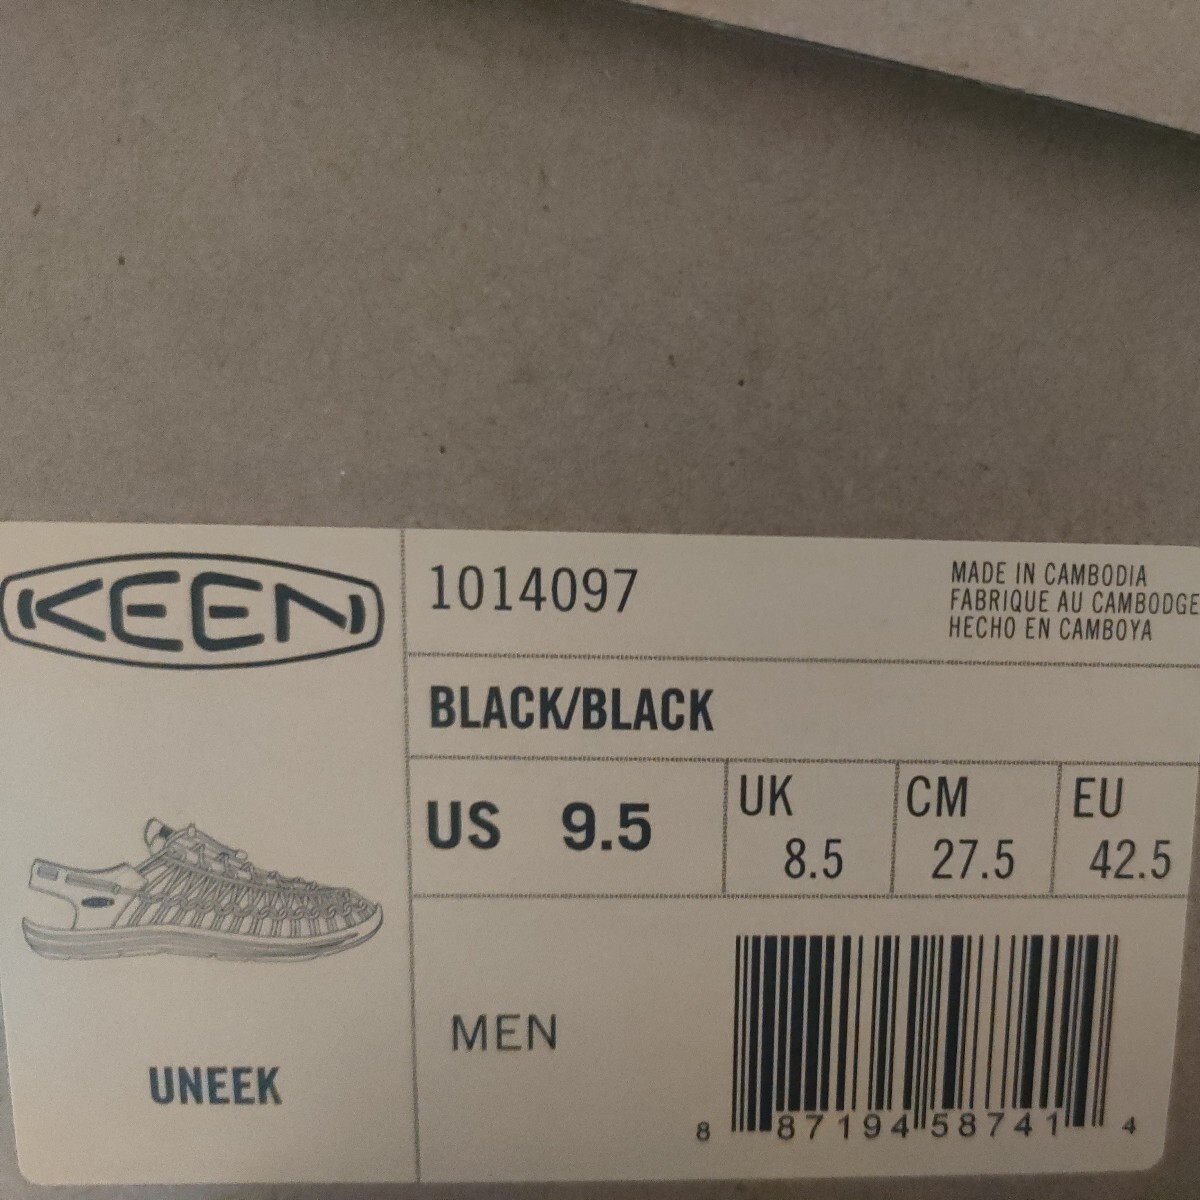 KEEN
1014097
MADE IN CAMBODIA
FABRIQUE AU CAMBODGE
HECHO EN CAMBOYA
BLACK/BLACK
US 9.5
UK 8.5
CM 27.5
EU 42.5
MEN
UNEEK
8 87194 58741 4